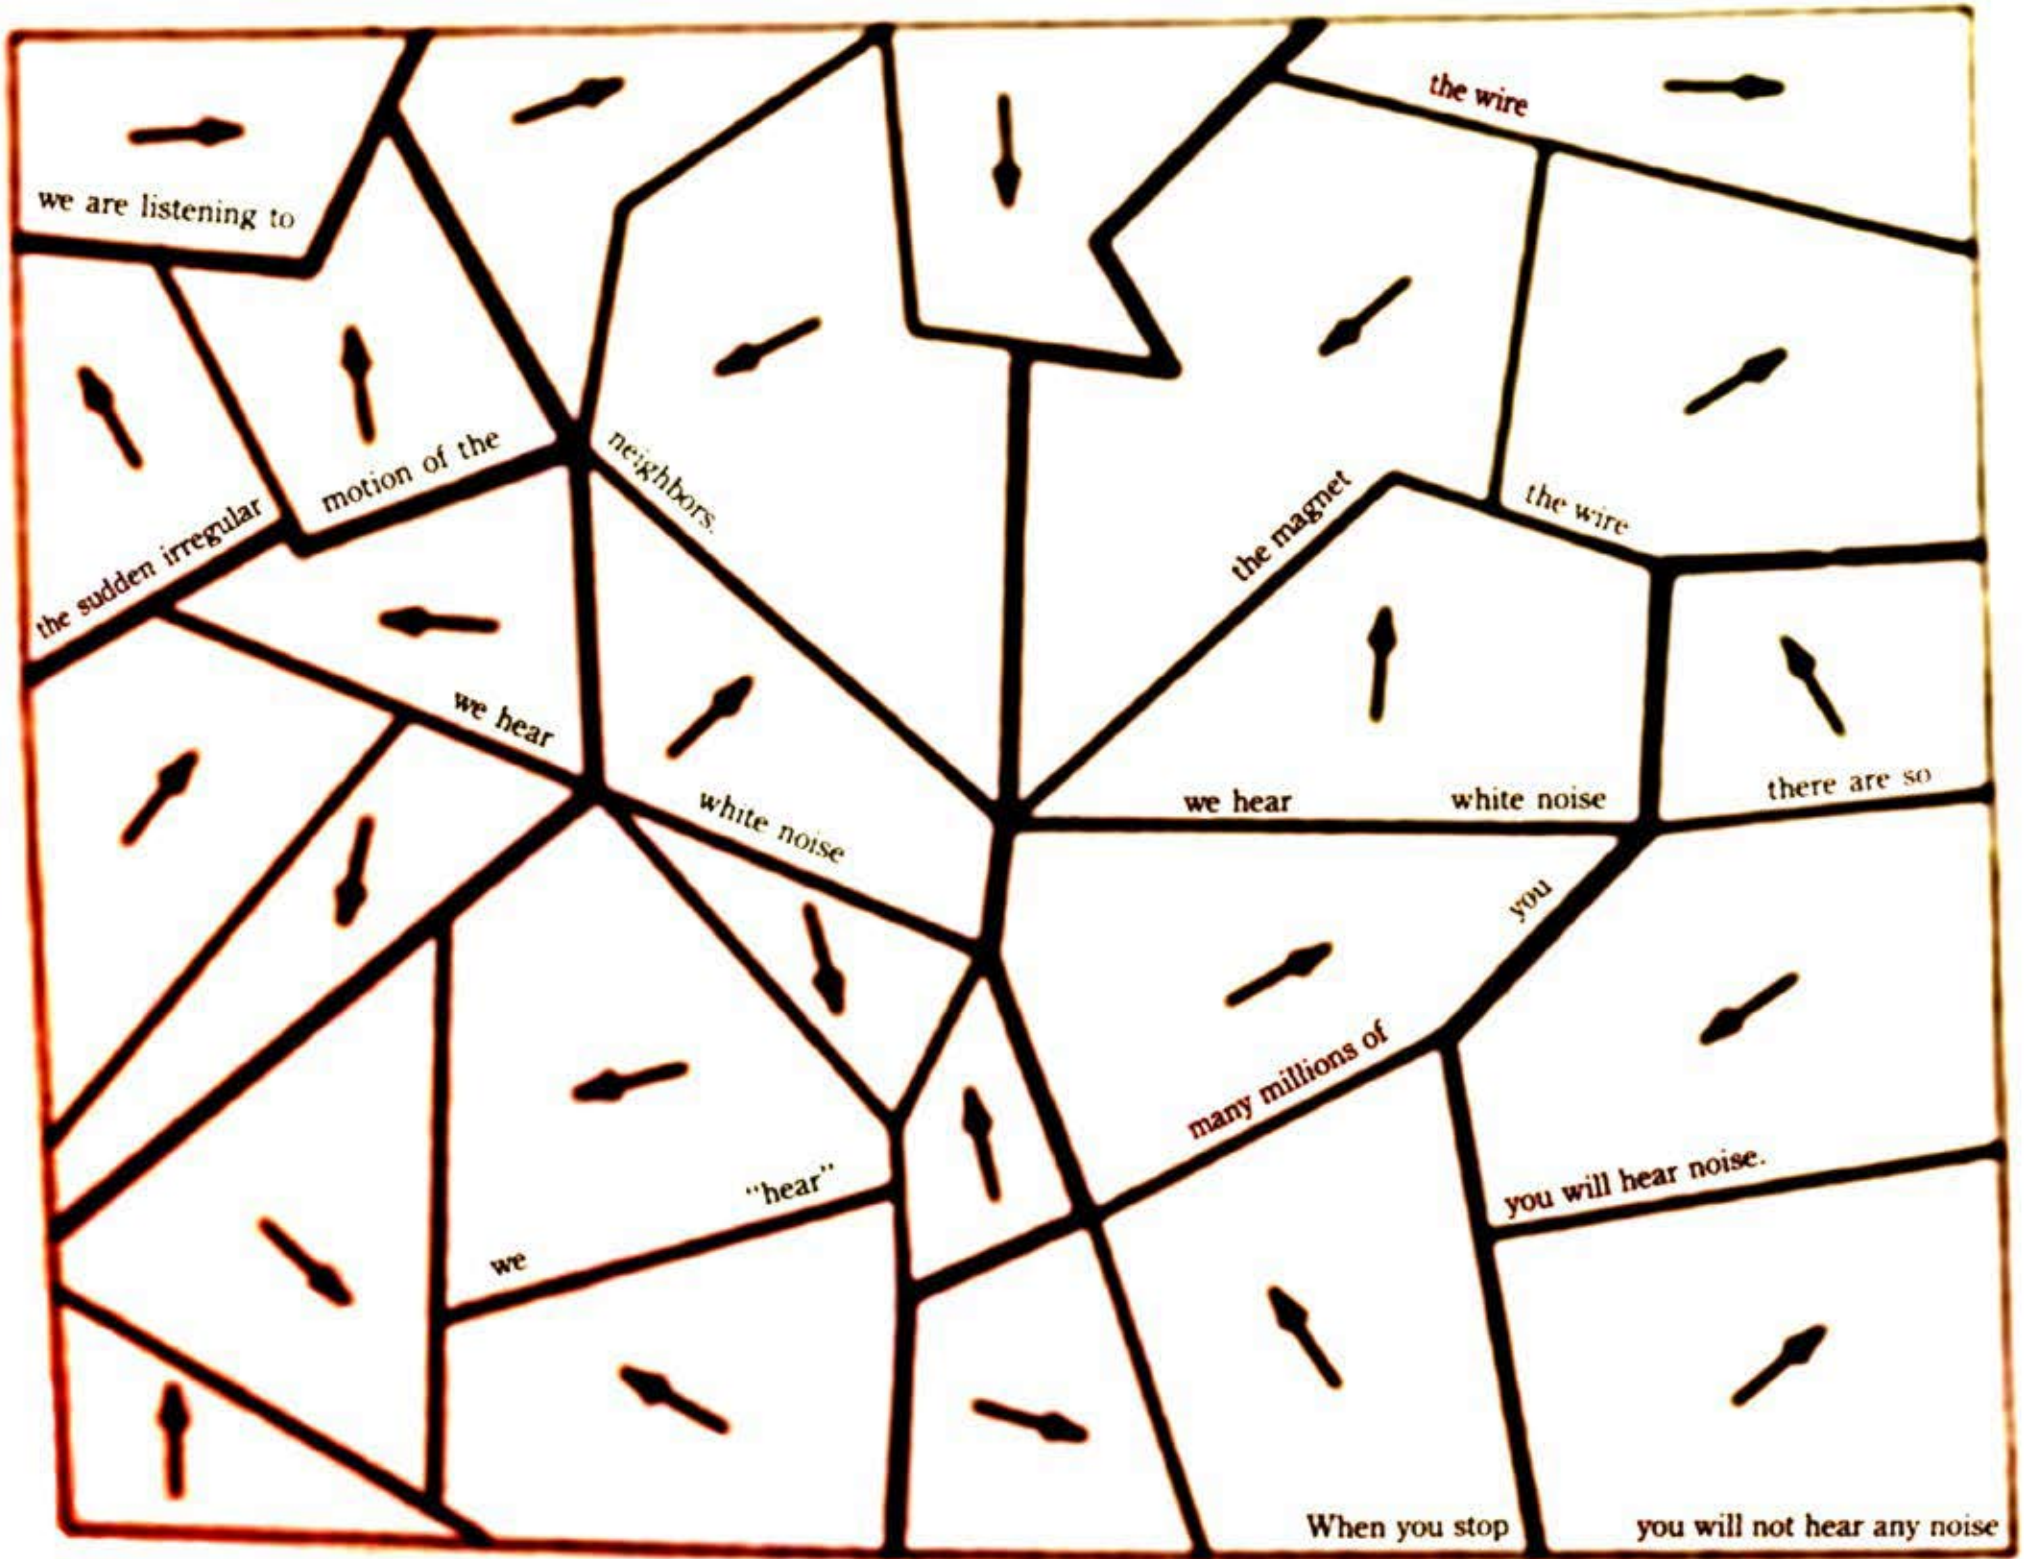 the wire
we are listening to
neighbors.
motion of the
the magnet
the wire
the sudden irregular
we hear
white noise
we hear
white noise
there are so
you
many millions of
"hear"
we
you will hear noise.
When you stop
you will not hear any noise